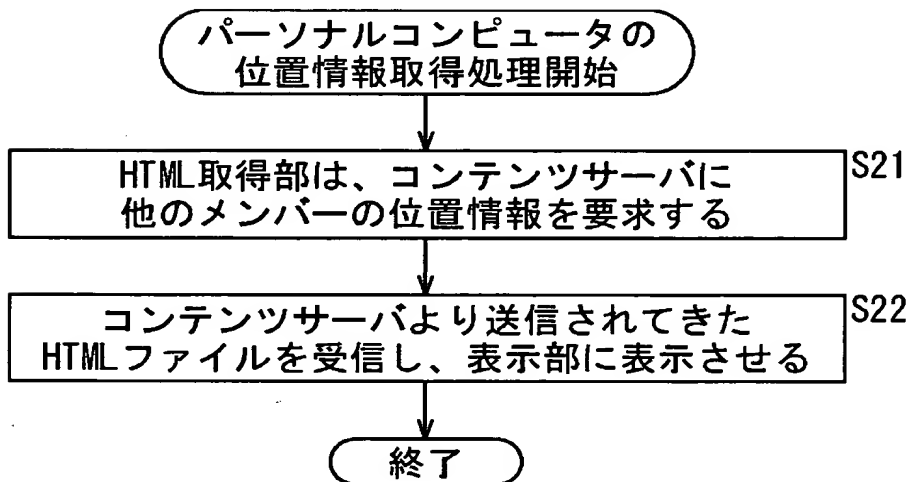 パーソナルコンピュータの
位置情報取得処理開始
HTML取得部は、コンテンツサーバに
他のメンバーの位置情報を要求する
S21
コンテンツサーバより送信されてきた
HTMLファイルを受信し、表示部に表示させる
S22
終了